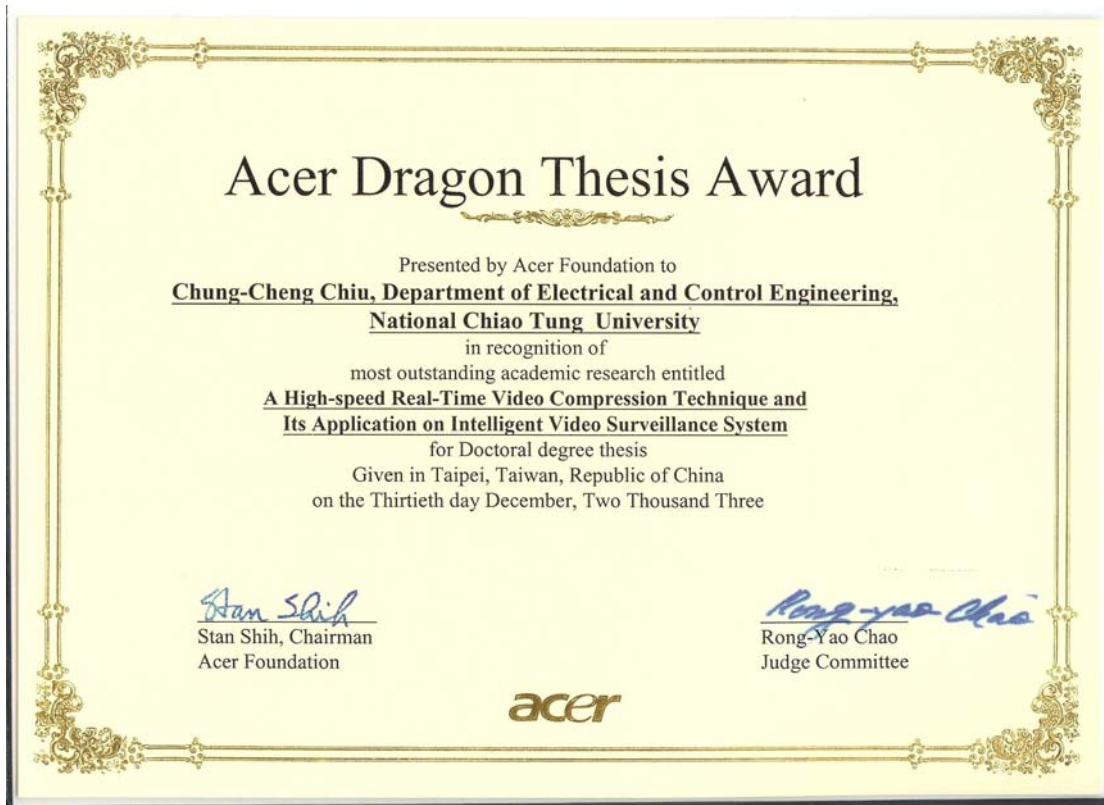 Acer Dragon Thesis Award
Presented by Acer Foundation to
Chung-Cheng Chiu, Department of Electrical and Control Engineering,
National Chiao Tung University
in recognition of
most outstanding academic research entitled
A High-speed Real-Time Video Compression Technique and
Its Application on Intelligent Video Surveillance System
for Doctoral degree thesis
Given in Taipei, Taiwan, Republic of China
on the Thirtieth day December, Two Thousand Three
Stan Shih
Rong-yao Chao
Stan Shih, Chairman
Rong-Yao Chao
Acer Foundation
Judge Committee
acer